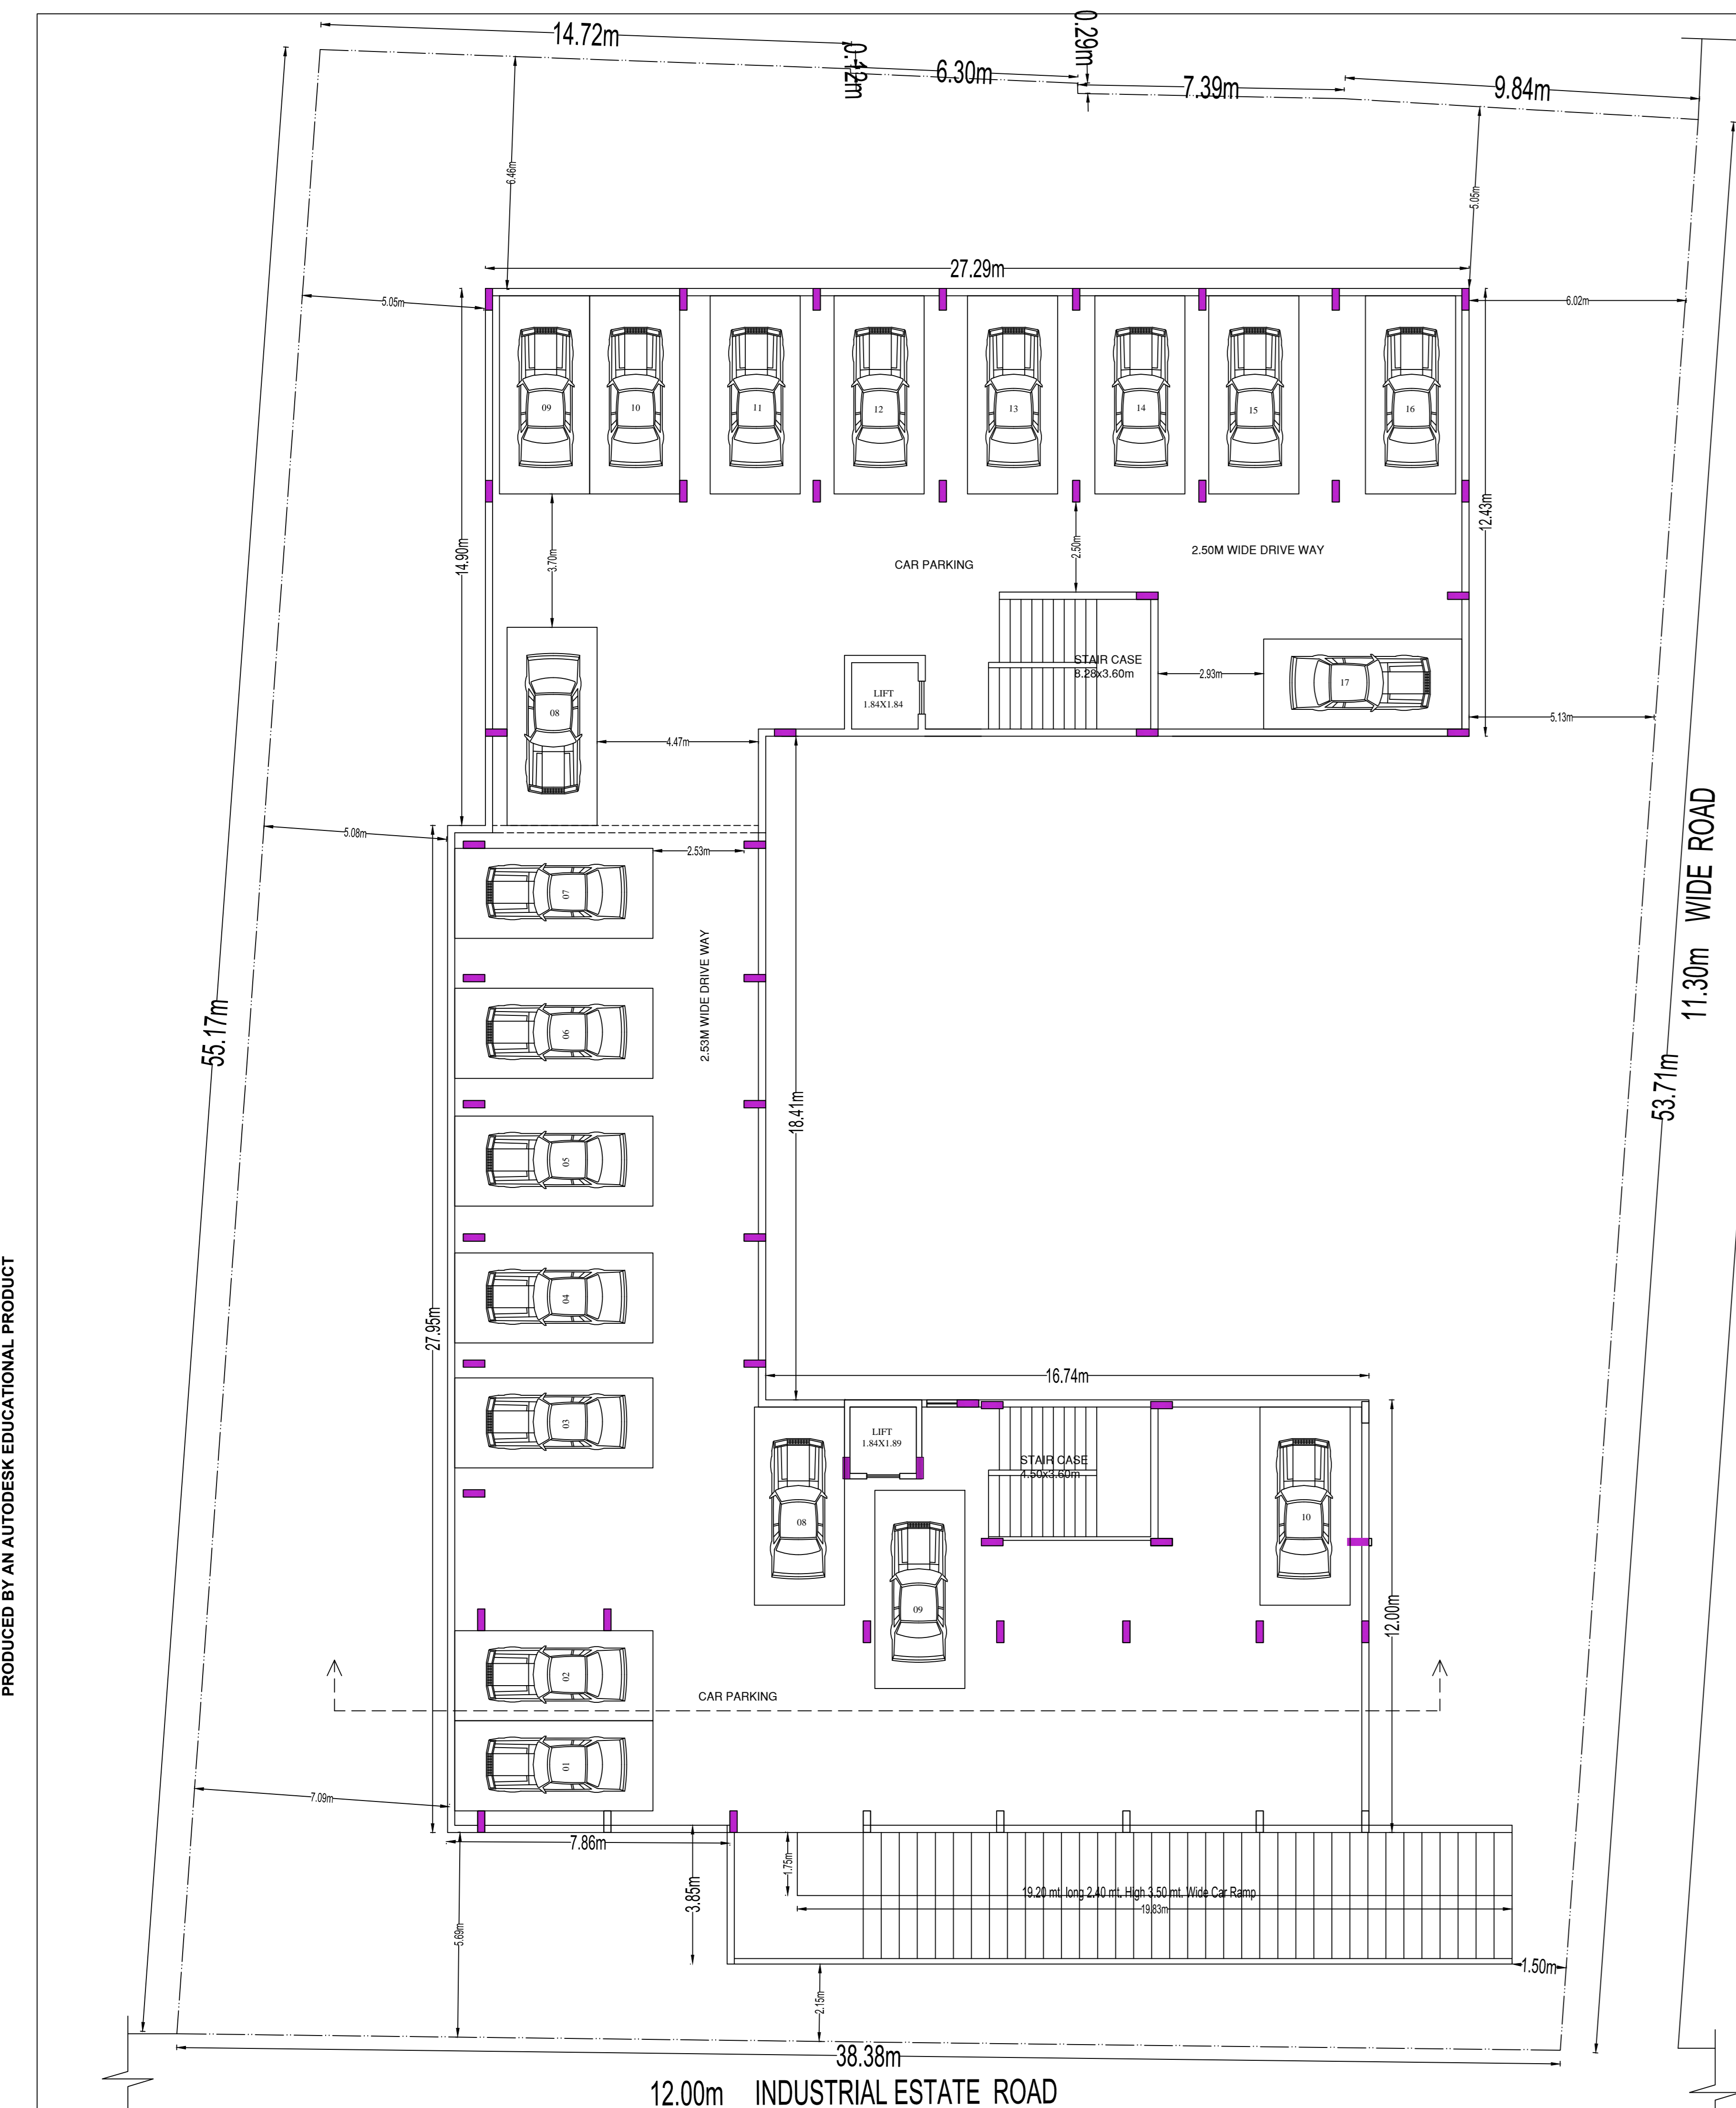 14.72m
0.12m
6.30m
0.29m
7.39m
9.84m
6.46m
5.05m
27.29m
5.05m
6.02m
09
10
11
12
13
14
15
16
14.90m
3.70m
2.50m
12.43m
CAR PARKING
2.50M WIDE DRIVE WAY
STAIR CASE
8.28x3.60m
LIFT
1.84X1.84
2.93m
17
08
4.47m
5.13m
5.08m
2.53m
07
2.53M WIDE DRIVE WAY
11.30m WIDE ROAD
55.17m
06
53.71m
18.41m
05
04
27.95m
16.74m
03
LIFT
1.84X1.89
STAIR CASE
4.50x3.60m
08
10
09
12.00m
02
CAR PARKING
01
7.09m
7.86m
1.75m
3.85m
19.20 mt. long 2.40 mt. High 3.50 mt. Wide Car Ramp
19.83m
5.69m
2.15m
1.50m
38.38m
12.00m INDUSTRIAL ESTATE ROAD
PRODUCED BY AN AUTODESK EDUCATIONAL PRODUCT